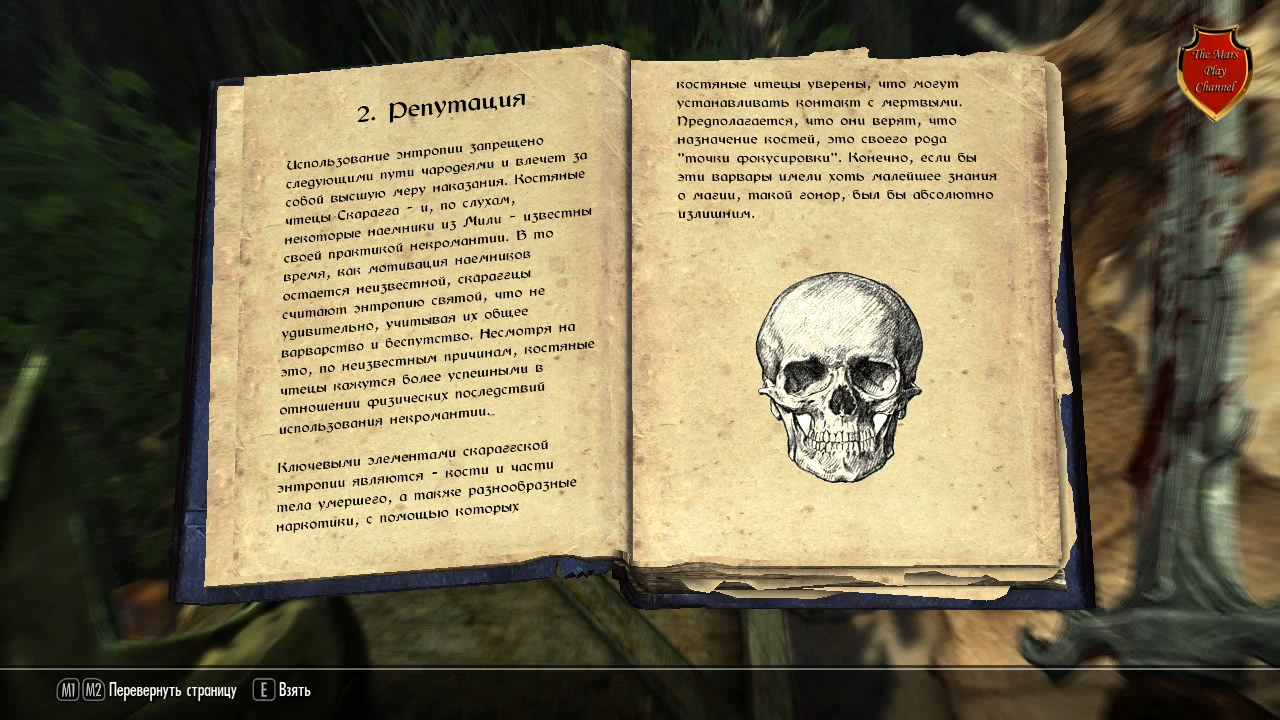 2. Репутация
Использование энтропии запрещено
следующими пути чародеями и влечет за
собой высшую меру наказания. Костяные
чтецы Скарагга - и, по слухам,
некоторые наемники из Мили - известны
своей практикой некромантии. В то
время, как мотивация наемников
остается неизвестной, скараггцы
считают энтропию святой, что не
удивительно, учитывая их общее
варварство и беспутство. Несмотря на
это, по неизвестным причинам, костяные
чтецы кажутся более успешными в
отношении физических последствий
использования некромантии.
Ключевыми элементами скараггской
энтропии являются - кости и части
тела умершего, а также разнообразные
наркотики, с помощью которых
костяные чтецы уверены, что могут
устанавливать контакт с мертвыми.
Предполагается, что они верят, что
назначение костей, это своего рода
"точки фокусировки". Конечно, если бы
эти варвары имели хоть малейшее знания
о магии, такой гонор, был бы абсолютно
излишним.
The Mars
Play
Channel
M1 M2 Перевернуть страницу E Взять